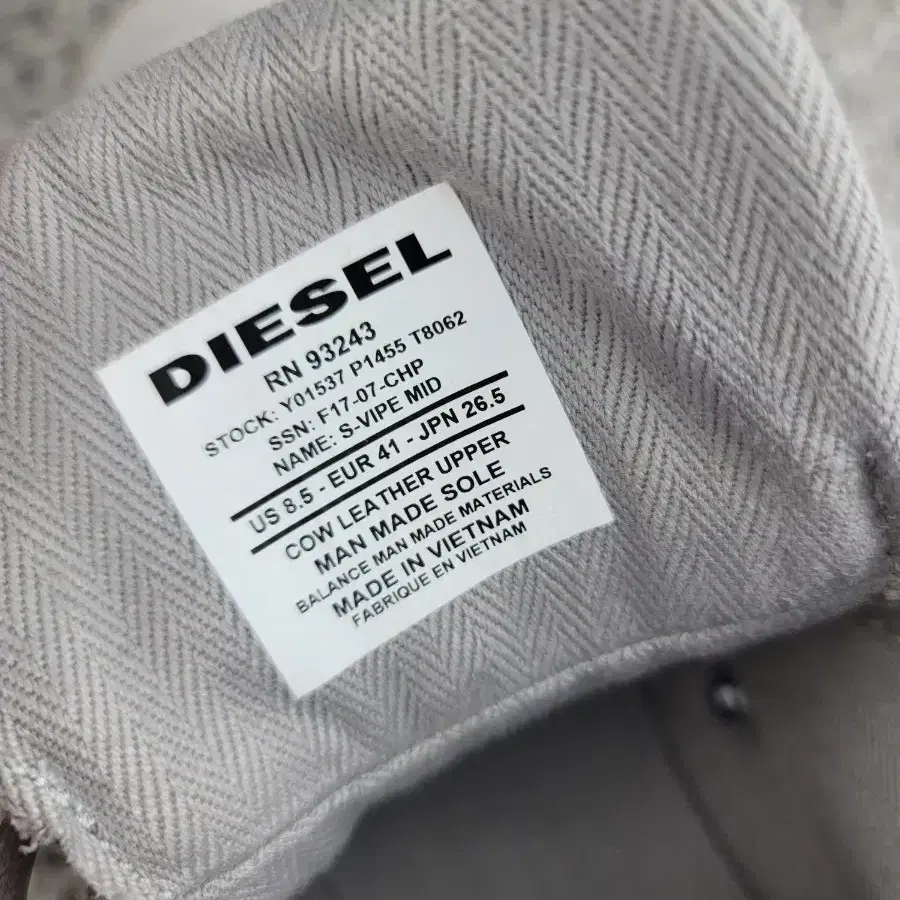 DIESEL
RN 93243
STOCK: Y01537 P1455 T8062
SSN: F17-07-CHP
NAME: S-VIPE MID
US 8.5 - EUR 41 - JPN 26.5
COW LEATHER UPPER
MAN MADE SOLE
BALANCE MAN MADE MATERIALS
MADE IN VIETNAM
FABRIQUE EN VIETNAM